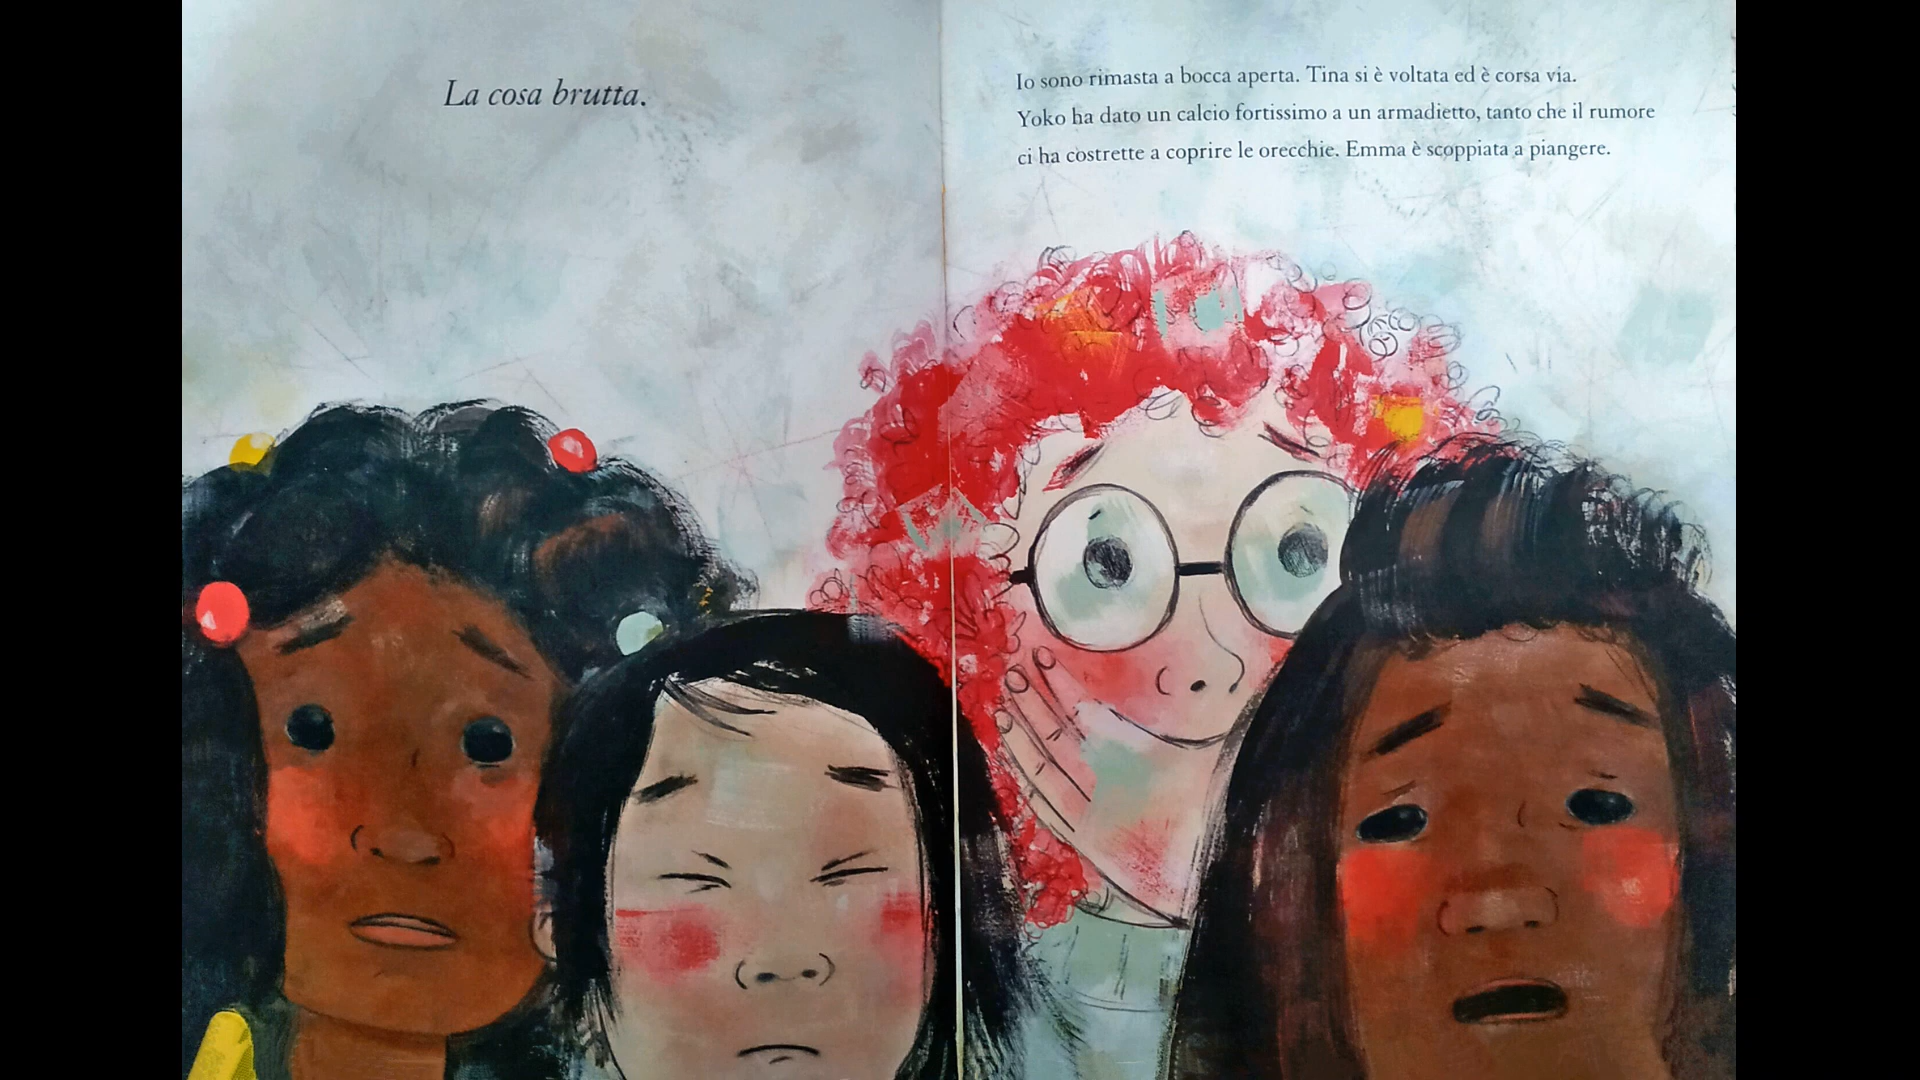 La cosa brutta.
Io sono rimasta a bocca aperta. Tina si è voltata ed è corsa via.
Yoko ha dato un calcio fortissimo a un armadietto, tanto che il rumore
ci ha costrette a coprire le orecchie. Emma è scoppiata a piangere.